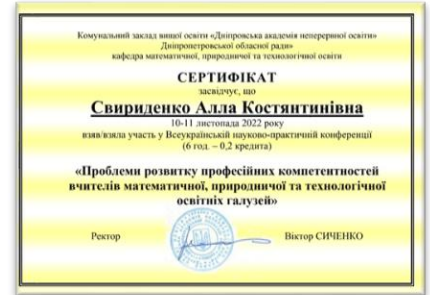 Комунальний заклад вищої освіти «Дніпровська академія неперервної освіти»
Дніпропетровської обласної ради»
кафедра математичної, природничої та технологічної освіти
СЕРТИФІКАТ
засвідчує, що
Свириденко Алла Костянтинівна
10-11 листопада 2022 року
взяв/взяла участь у Всеукраїнській науково-практичній конференції
(6 год. – 0,2 кредита)
«Проблеми розвитку професійних компетентностей
вчителів математичної, природничої та технологічної
освітніх галузей»
Ректор Віктор СИЧЕНКО